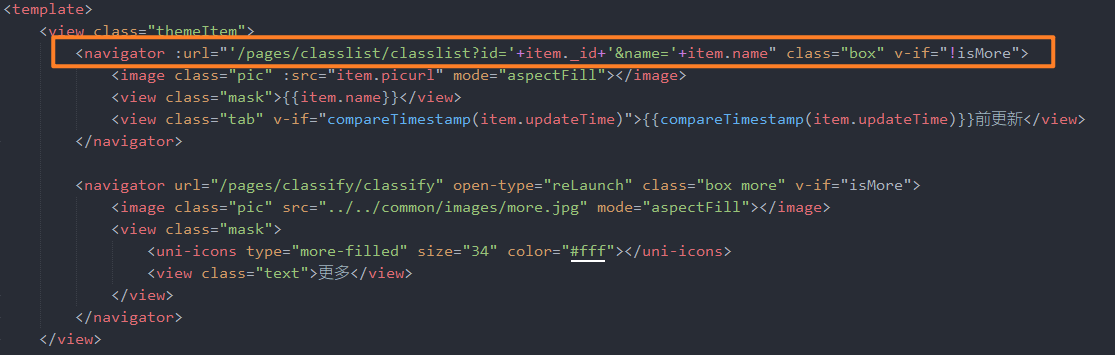 <template>
<view class="themeItem">
<navigator :url="'/pages/classlist/classlist?id='+item._id+'&name='+item.name" class="box" v-if="!isMore">
<image class="pic" :src="item.picurl" mode="aspectFill"></image>
<view class="mask">{{item.name}}</view>
<view class="tab" v-if="compareTimestamp(item.updateTime)">{{compareTimestamp(item.updateTime)}}前更新</view>
</navigator>
<navigator url="/pages/classify/classify" open-type="reLaunch" class="box more" v-if="isMore">
<image class="pic" src="../../common/images/more.jpg" mode="aspectFill"></image>
<view class="mask">
<uni-icons type="more-filled" size="34" color="#fff"></uni-icons>
<view class="text">更多</view>
</view>
</navigator>
</view>